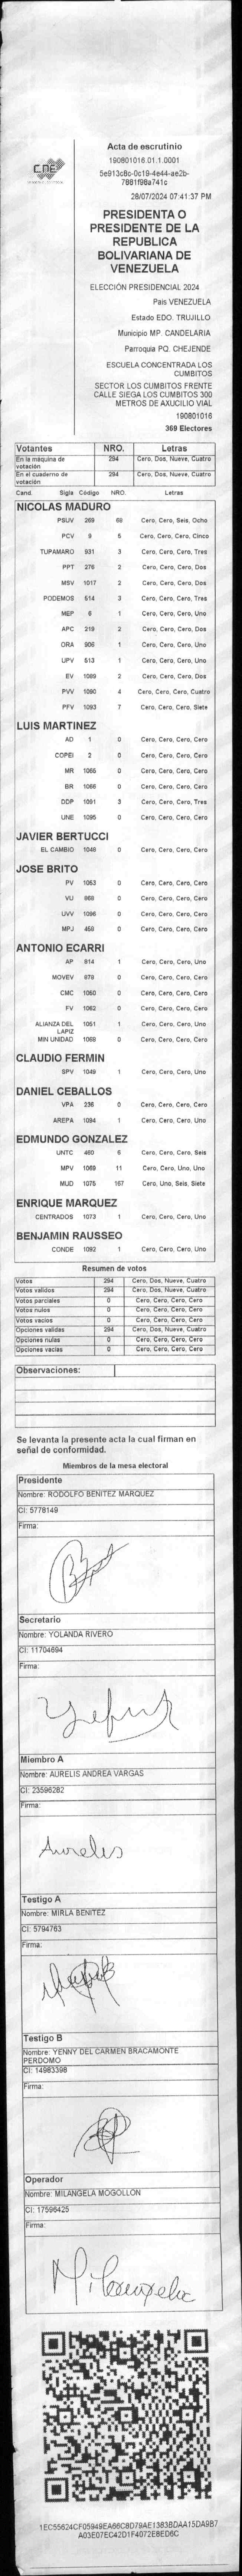 CNE
Acta de escrutinio
190801016.01.1.0001
5e913c8c-0c19-4e44-ae2b-
7881f98a741c
28/07/2024 07:41:37 PM
PRESIDENTA O
PRESIDENTE DE LA
REPUBLICA
BOLIVARIANA DE
VENEZUELA
ELECCIÓN PRESIDENCIAL 2024
Pais VENEZUELA
Estado EDO. TRUJILLO
Municipio MP. CANDELARIA
Parroquia PQ. CHEJENDE
ESCUELA CONCENTRADA LOS
CUMBITOS
SECTOR LOS CUMBITOS FRENTE
CALLE SIEGA LOS CUMBITOS 300
METROS DE AXUCILIO VIAL
190801016
369 Electores
Votantes NRO. Letras
En la máquina de votación 294 Cero, Dos, Nueve, Cuatro
En el cuaderno de votación 294 Cero, Dos, Nueve, Cuatro
Cand. Sigla Código NRO. Letras
NICOLAS MADURO
PSUV 269 68 Cero, Cero, Seis, Ocho
PCV 9 5 Cero, Cero, Cero, Cinco
TUPAMARO 931 3 Cero, Cero, Cero, Tres
PPT 276 2 Cero, Cero, Cero, Dos
MSV 1017 2 Cero, Cero, Cero, Dos
PODEMOS 514 3 Cero, Cero, Cero, Tres
MEP 6 1 Cero, Cero, Cero, Uno
APC 219 2 Cero, Cero, Cero, Dos
ORA 906 1 Cero, Cero, Cero, Uno
UPV 513 1 Cero, Cero, Cero, Uno
EV 1089 2 Cero, Cero, Cero, Dos
PVV 1090 4 Cero, Cero, Cero, Cuatro
PFV 1093 7 Cero, Cero, Cero, Siete
LUIS MARTINEZ
AD 1 0 Cero, Cero, Cero, Cero
COPEI 2 0 Cero, Cero, Cero, Cero
MR 1065 0 Cero, Cero, Cero, Cero
BR 1066 0 Cero, Cero, Cero, Cero
DDP 1091 3 Cero, Cero, Cero, Tres
UNE 1095 0 Cero, Cero, Cero, Cero
JAVIER BERTUCCI
EL CAMBIO 1048 0 Cero, Cero, Cero, Cero
JOSE BRITO
PV 1053 0 Cero, Cero, Cero, Cero
VU 968 0 Cero, Cero, Cero, Cero
UVV 1096 0 Cero, Cero, Cero, Cero
MPJ 459 0 Cero, Cero, Cero, Cero
ANTONIO ECARRI
AP 914 1 Cero, Cero, Cero, Uno
MOVEV 979 0 Cero, Cero, Cero, Cero
CMC 1050 0 Cero, Cero, Cero, Cero
FV 1062 0 Cero, Cero, Cero, Cero
ALIANZA DEL LAPIZ 1051 1 Cero, Cero, Cero, Uno
MIN UNIDAD 1069 0 Cero, Cero, Cero, Cero
CLAUDIO FERMIN
SPV 1049 1 Cero, Cero, Cero, Uno
DANIEL CEBALLOS
VPA 236 0 Cero, Cero, Cero, Cero
AREPA 1094 1 Cero, Cero, Cero, Uno
EDMUNDO GONZALEZ
UNTC 460 6 Cero, Cero, Cero, Seis
MPV 1069 11 Cero, Cero, Uno, Uno
MUD 1075 167 Cero, Uno, Seis, Siete
ENRIQUE MARQUEZ
CENTRADOS 1073 1 Cero, Cero, Cero, Uno
BENJAMIN RAUSSEO
CONDE 1092 1 Cero, Cero, Cero, Uno
Resumen de votos
Votos 294 Cero, Dos, Nueve, Cuatro
Votos validos 294 Cero, Dos, Nueve, Cuatro
Votos parciales 0 Cero, Cero, Cero, Cero
Votos nulos 0 Cero, Cero, Cero, Cero
Votos vacios 0 Cero, Cero, Cero, Cero
Opciones validas 294 Cero, Dos, Nueve, Cuatro
Opciones nulas 0 Cero, Cero, Cero, Cero
Opciones vacias 0 Cero, Cero, Cero, Cero
Observaciones:
Se levanta la presente acta la cual firman en
señal de conformidad.
Miembros de la mesa electoral
Presidente
Nombre: RODOLFO BENITEZ MARQUEZ
CI: 5778149
Firma:
Secretario
Nombre: YOLANDA RIVERO
CI: 11704694
Firma:
Miembro A
Nombre: AURELIS ANDREA VARGAS
CI: 23596282
Firma:
Aurelis
Testigo A
Nombre: MIRLA BENITEZ
CI: 5794763
Firma:
Testigo B
Nombre: YENNY DEL CARMEN BRACAMONTE
PERDOMO
CI: 14983398
Firma:
Operador
Nombre: MILANGELA MOGOLLON
CI: 17596425
Firma:
Milangela
1EC55624CF05949EA66C8D79AE1383BDAA15DA9B7
A03E07EC42D1F4072E8ED6C